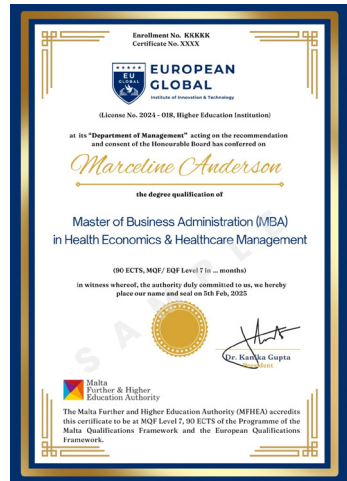 Enrollment No. KKKKK
Certificate No. XXXX
EU
GLOBAL
EUROPEAN
GLOBAL
Institute of Innovation & Technology
(License No. 2024 - 018, Higher Education Institution)
at its "Department of Management" acting on the recommendation
and consent of the Honourable Board has conferred on
Marceline Anderson
the degree qualification of
Master of Business Administration (MBA)
in Health Economics & Healthcare Management
(90 ECTS, MQF/ EQF Level 7 in ... months)
in witness whereof, the authority duly committed to us, we hereby
place our name and seal on 5th Feb, 2025
SAMPLE
Dr. Kanika Gupta
President
Malta
Further & Higher
Education Authority
The Malta Further and Higher Education Authority (MFHEA) accredits
this certificate to be at MQF Level 7, 90 ECTS of the Programme of the
Malta Qualifications Framework and the European Qualifications
Framework.